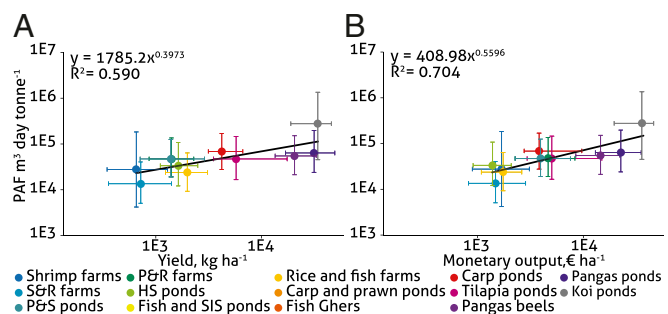 A
B
y = 1785.2x^0.3973
R²= 0.590
y = 408.98x^0.5596
R²= 0.704
PAF m³ day tonne⁻¹
1E7
1E6
1E5
1E4
1E3
1E7
1E6
1E5
1E4
1E3
1E3 1E4
1E3 1E4
Yield, kg ha⁻¹
Monetary output,€ ha⁻¹
Shrimp farms
S&R farms
P&S ponds
P&R farms
HS ponds
Fish and SIS ponds
Rice and fish farms
Carp and prawn ponds
Fish Ghers
Carp ponds
Tilapia ponds
Pangas beels
Pangas ponds
Koi ponds